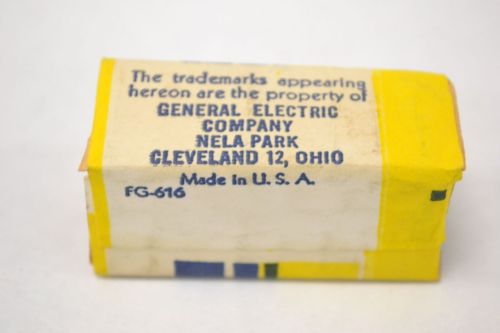 The trademarks appearing
hereon are the property of
GENERAL ELECTRIC
COMPANY
NELA PARK
CLEVELAND 12, OHIO
Made in U. S. A.
FG-616